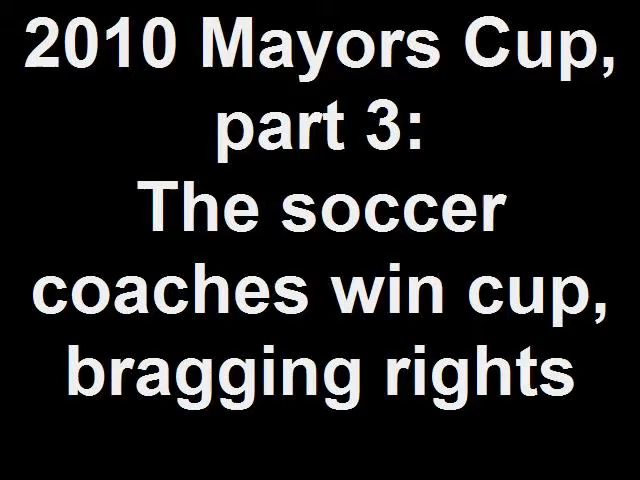 2010 Mayors Cup,
part 3:
The soccer
coaches win cup,
bragging rights